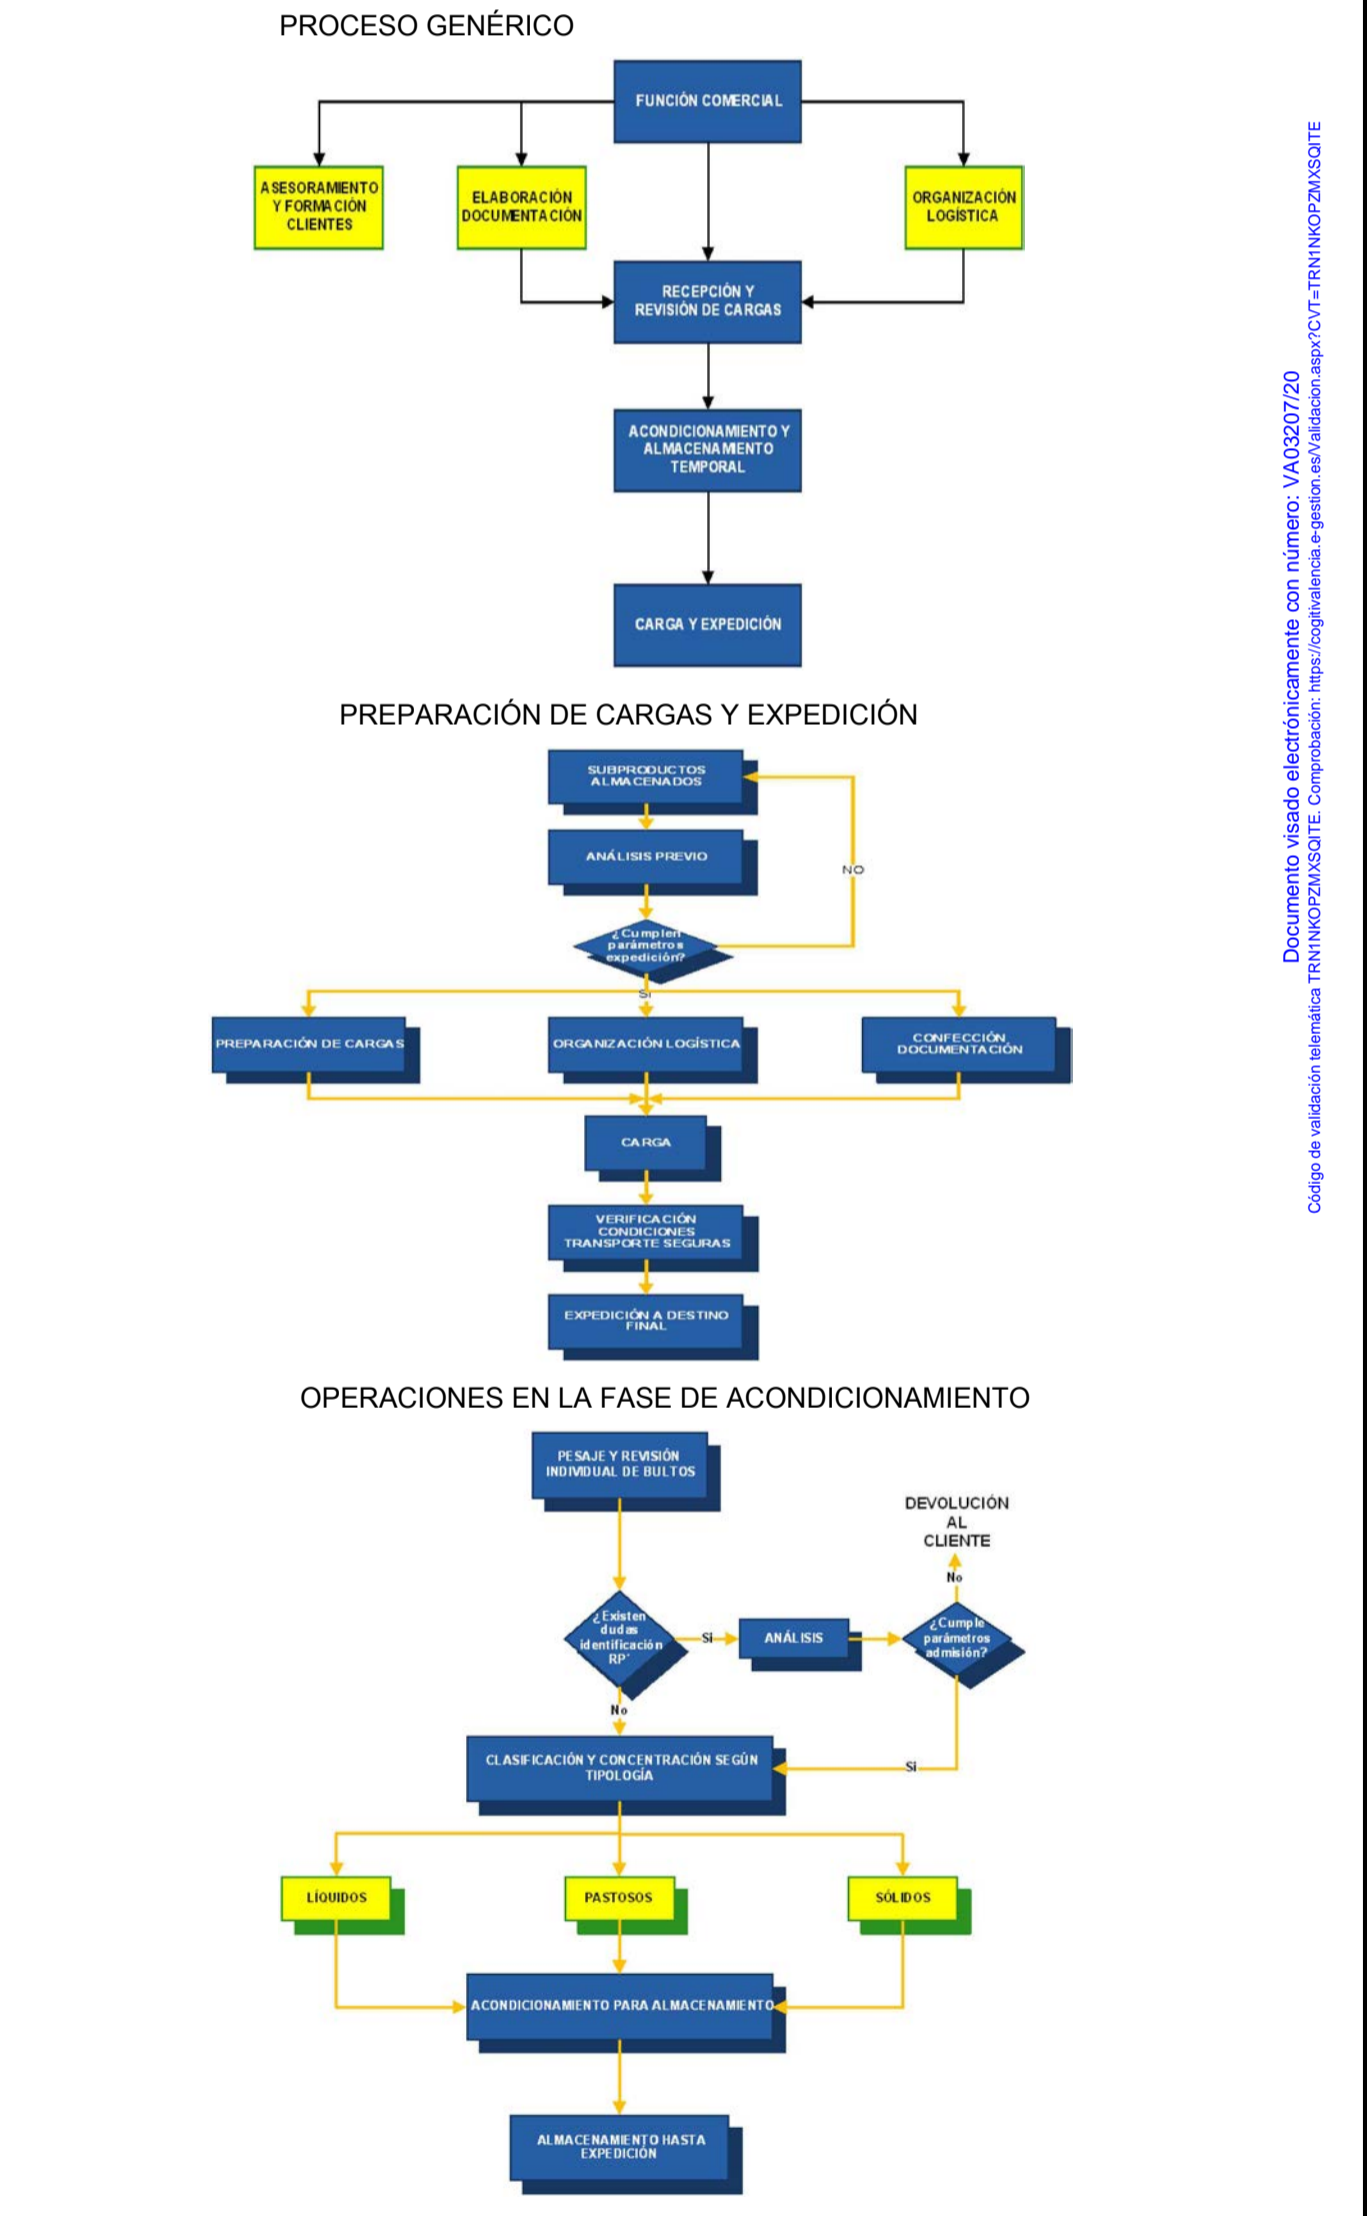 PROCESO GENÉRICO
FUNCIÓN COMERCIAL
ASESORAMIENTO
Y FORMACIÓN
CLIENTES
ELABORACIÓN
DOCUMENTACIÓN
ORGANIZACIÓN
LOGÍSTICA
RECEPCIÓN Y
REVISIÓN DE CARGAS
ACONDICIONAMIENTO Y
ALMACENAMIENTO
TEMPORAL
CARGA Y EXPEDICIÓN
PREPARACIÓN DE CARGAS Y EXPEDICIÓN
SUBPRODUCTOS
ALMACENADOS
ANÁLISIS PREVIO
NO
¿Cumplen
parámetros
expedición?
SI
PREPARACIÓN DE CARGAS
ORGANIZACIÓN LOGÍSTICA
CONFECCIÓN
DOCUMENTACIÓN
CARGA
VERIFICACIÓN
CONDICIONES
TRANSPORTE SEGURAS
EXPEDICIÓN A DESTINO
FINAL
OPERACIONES EN LA FASE DE ACONDICIONAMIENTO
PESAJE Y REVISIÓN
INDIVIDUAL DE BULTOS
DEVOLUCIÓN
AL
CLIENTE
No
¿Existen
dudas
identificación
RP
Si
ANÁLISIS
¿Cumple
parámetros
admisión?
No
CLASIFICACIÓN Y CONCENTRACIÓN SEGÚN
TIPOLOGÍA
Si
LÍQUIDOS
PASTOSOS
SÓLIDOS
ACONDICIONAMIENTO PARA ALMACENAMIENTO
ALMACENAMIENTO HASTA
EXPEDICIÓN
Documento visado electrónicamente con número: VA03207/20
Código de validación telemática TRN1NKOPZMXSQITE. Comprobación: https://cogitivalencia.e-gestion.es/Validacion.aspx?CVT=TRN1NKOPZMXSQITE